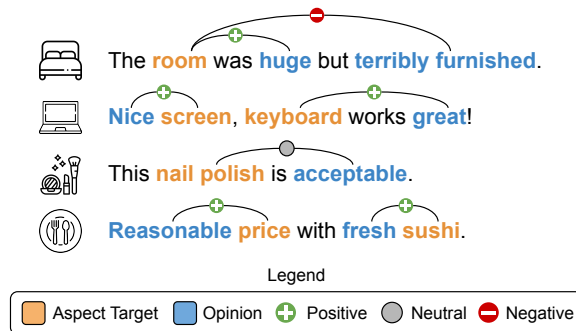 The room was huge but terribly furnished.
Nice screen, keyboard works great!
This nail polish is acceptable.
Reasonable price with fresh sushi.
Legend
Aspect Target Opinion Positive Neutral Negative